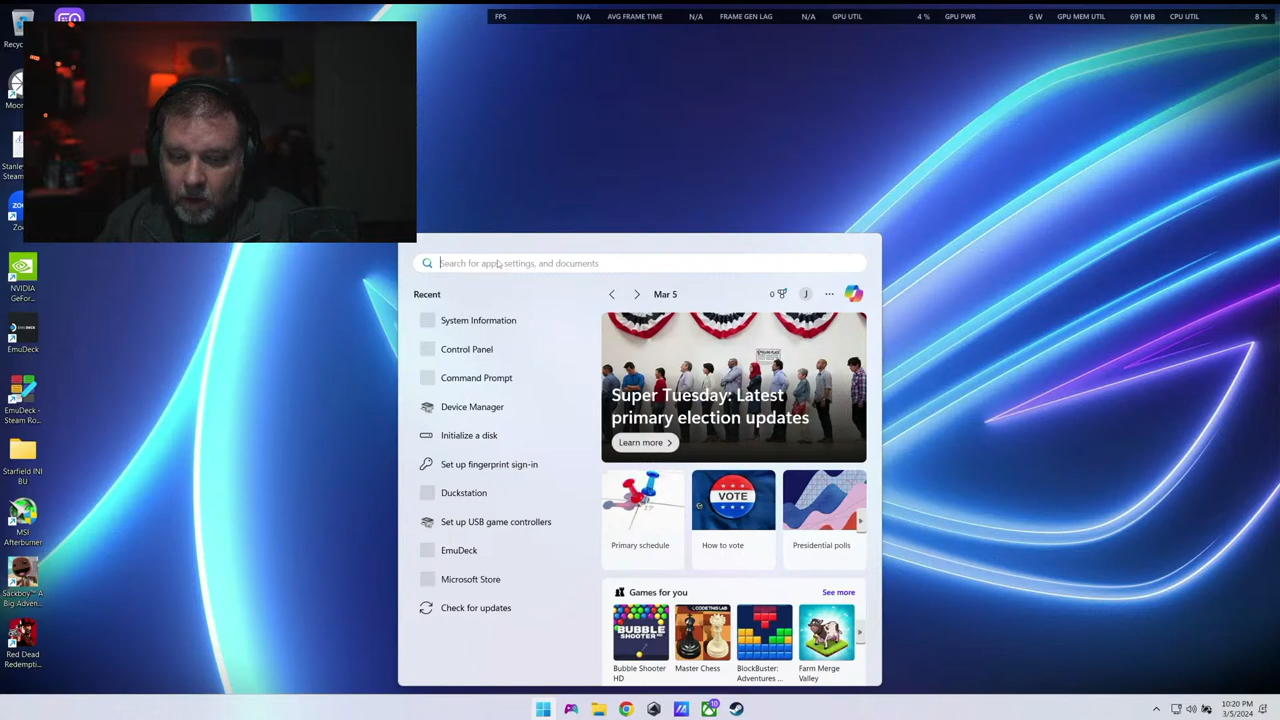 FPS N/A AVG FRAME TIME N/A FRAME GEN LAG N/A GPU UTIL 4 % GPU PWR 6 W GPU MEM UTIL 691 MB CPU UTIL 8 %
NVIDIA
GeFor...
EmuDeck
EmuDeck -
Steam Ro...
Starfield INI
BU
MSI
Afterburner
Sackboy™ A
Big Adven...
Red Dead
Redempti...
Search for apps, settings, and documents
Recent
System Information
Control Panel
Command Prompt
Device Manager
Initialize a disk
Set up fingerprint sign-in
Duckstation
Set up USB game controllers
EmuDeck
Microsoft Store
Check for updates
Mar 5
0
J
Super Tuesday: Latest
primary election updates
Learn more
VOTE
Primary schedule
How to vote
Presidential polls
Games for you
See more
BUBBLE
SHOOTER
Bubble Shooter
HD
Master Chess
BlockBuster:
Adventures ...
Farm Merge
Valley
10
10:20 PM
3/5/2024